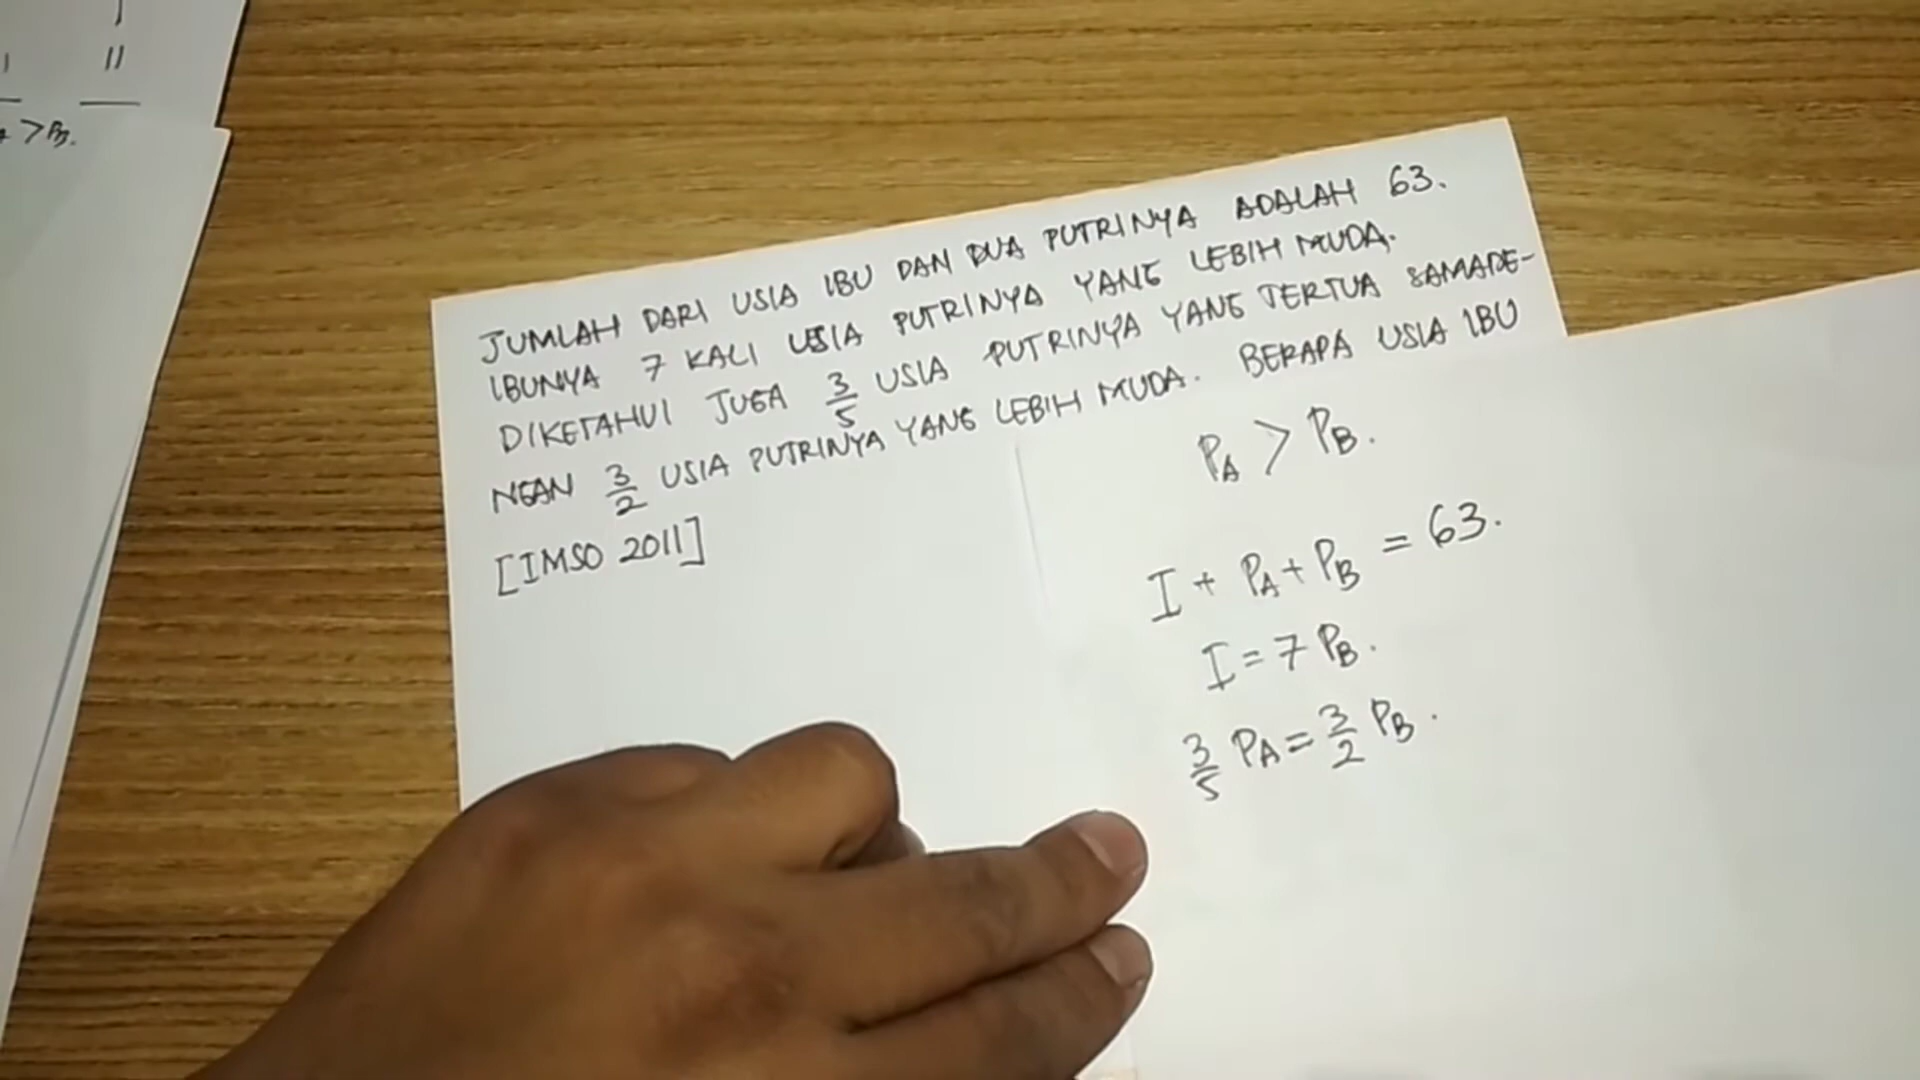 11
> PB.
JUMLAH DARI USIA IBU DAN DUA PUTRINYA ADALAH 63.
IBUNYA 7 KALI USIA PUTRINYA YANG LEBIH MUDA.
DIKETAHUI JUGA 3/5 USIA PUTRINYA YANG TERTUA SAMADE-
NGAN 3/2 USIA PUTRINYA YANG LEBIH MUDA. BERAPA USIA IBU
[IMSO 2011]
PA > PB.
I + PA + PB = 63.
I = 7 PB.
3/5 PA = 3/2 PB.